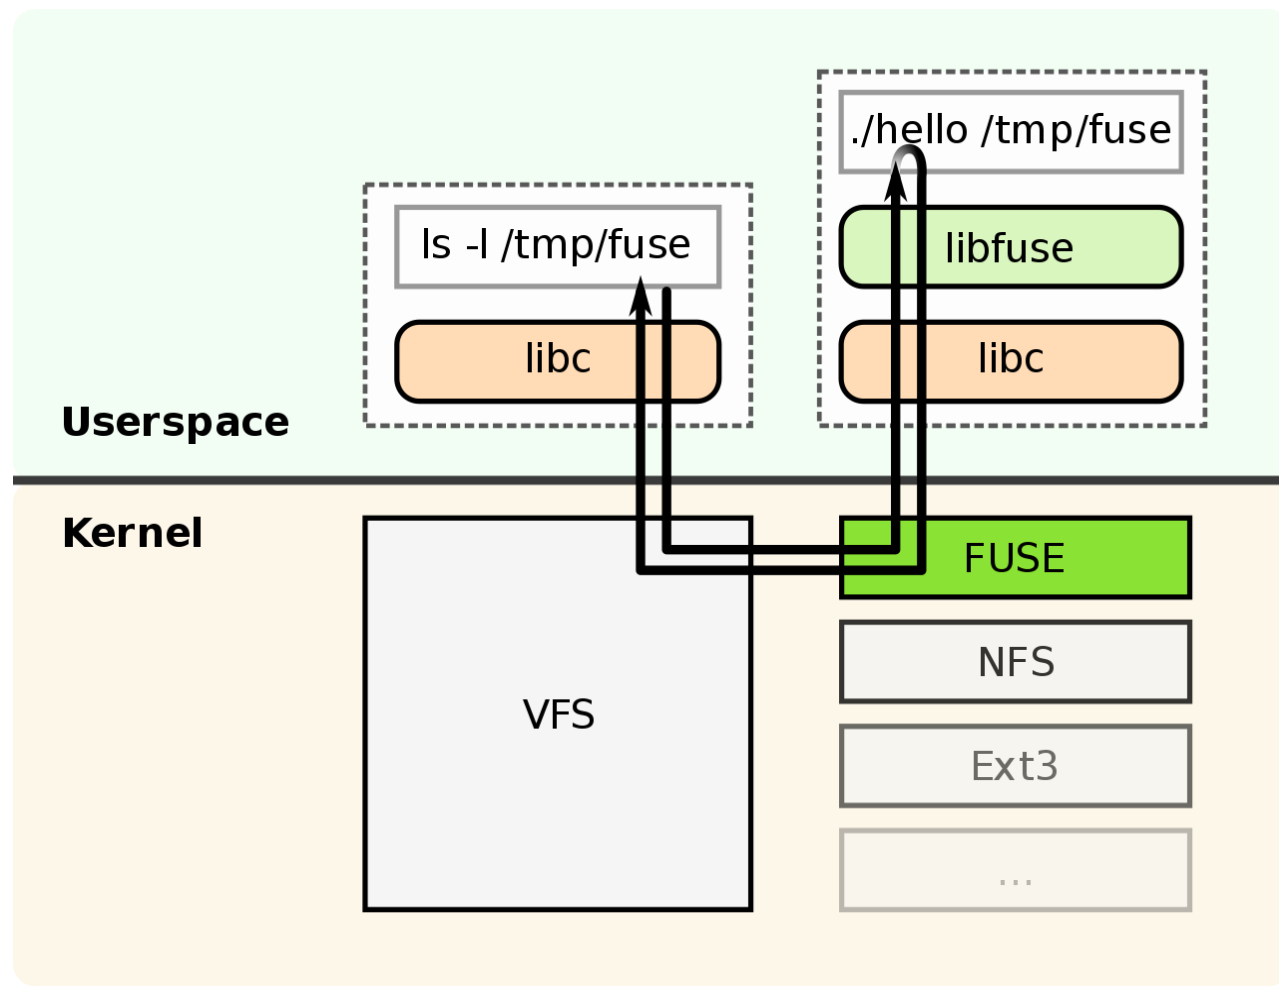 ./hello /tmp/fuse
ls -l /tmp/fuse
libfuse
libc
libc
Userspace
Kernel
FUSE
NFS
VFS
Ext3
...